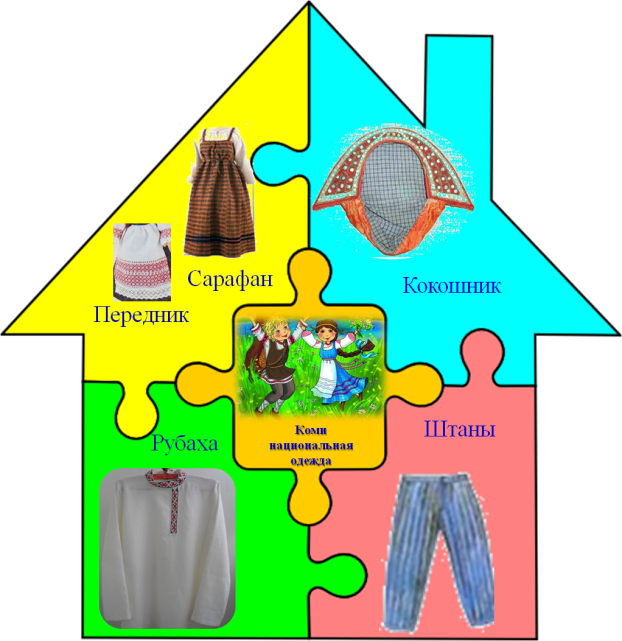 Сарафан
Передник
Кокошник
Коми
национальная
одежда
Рубаха
Штаны